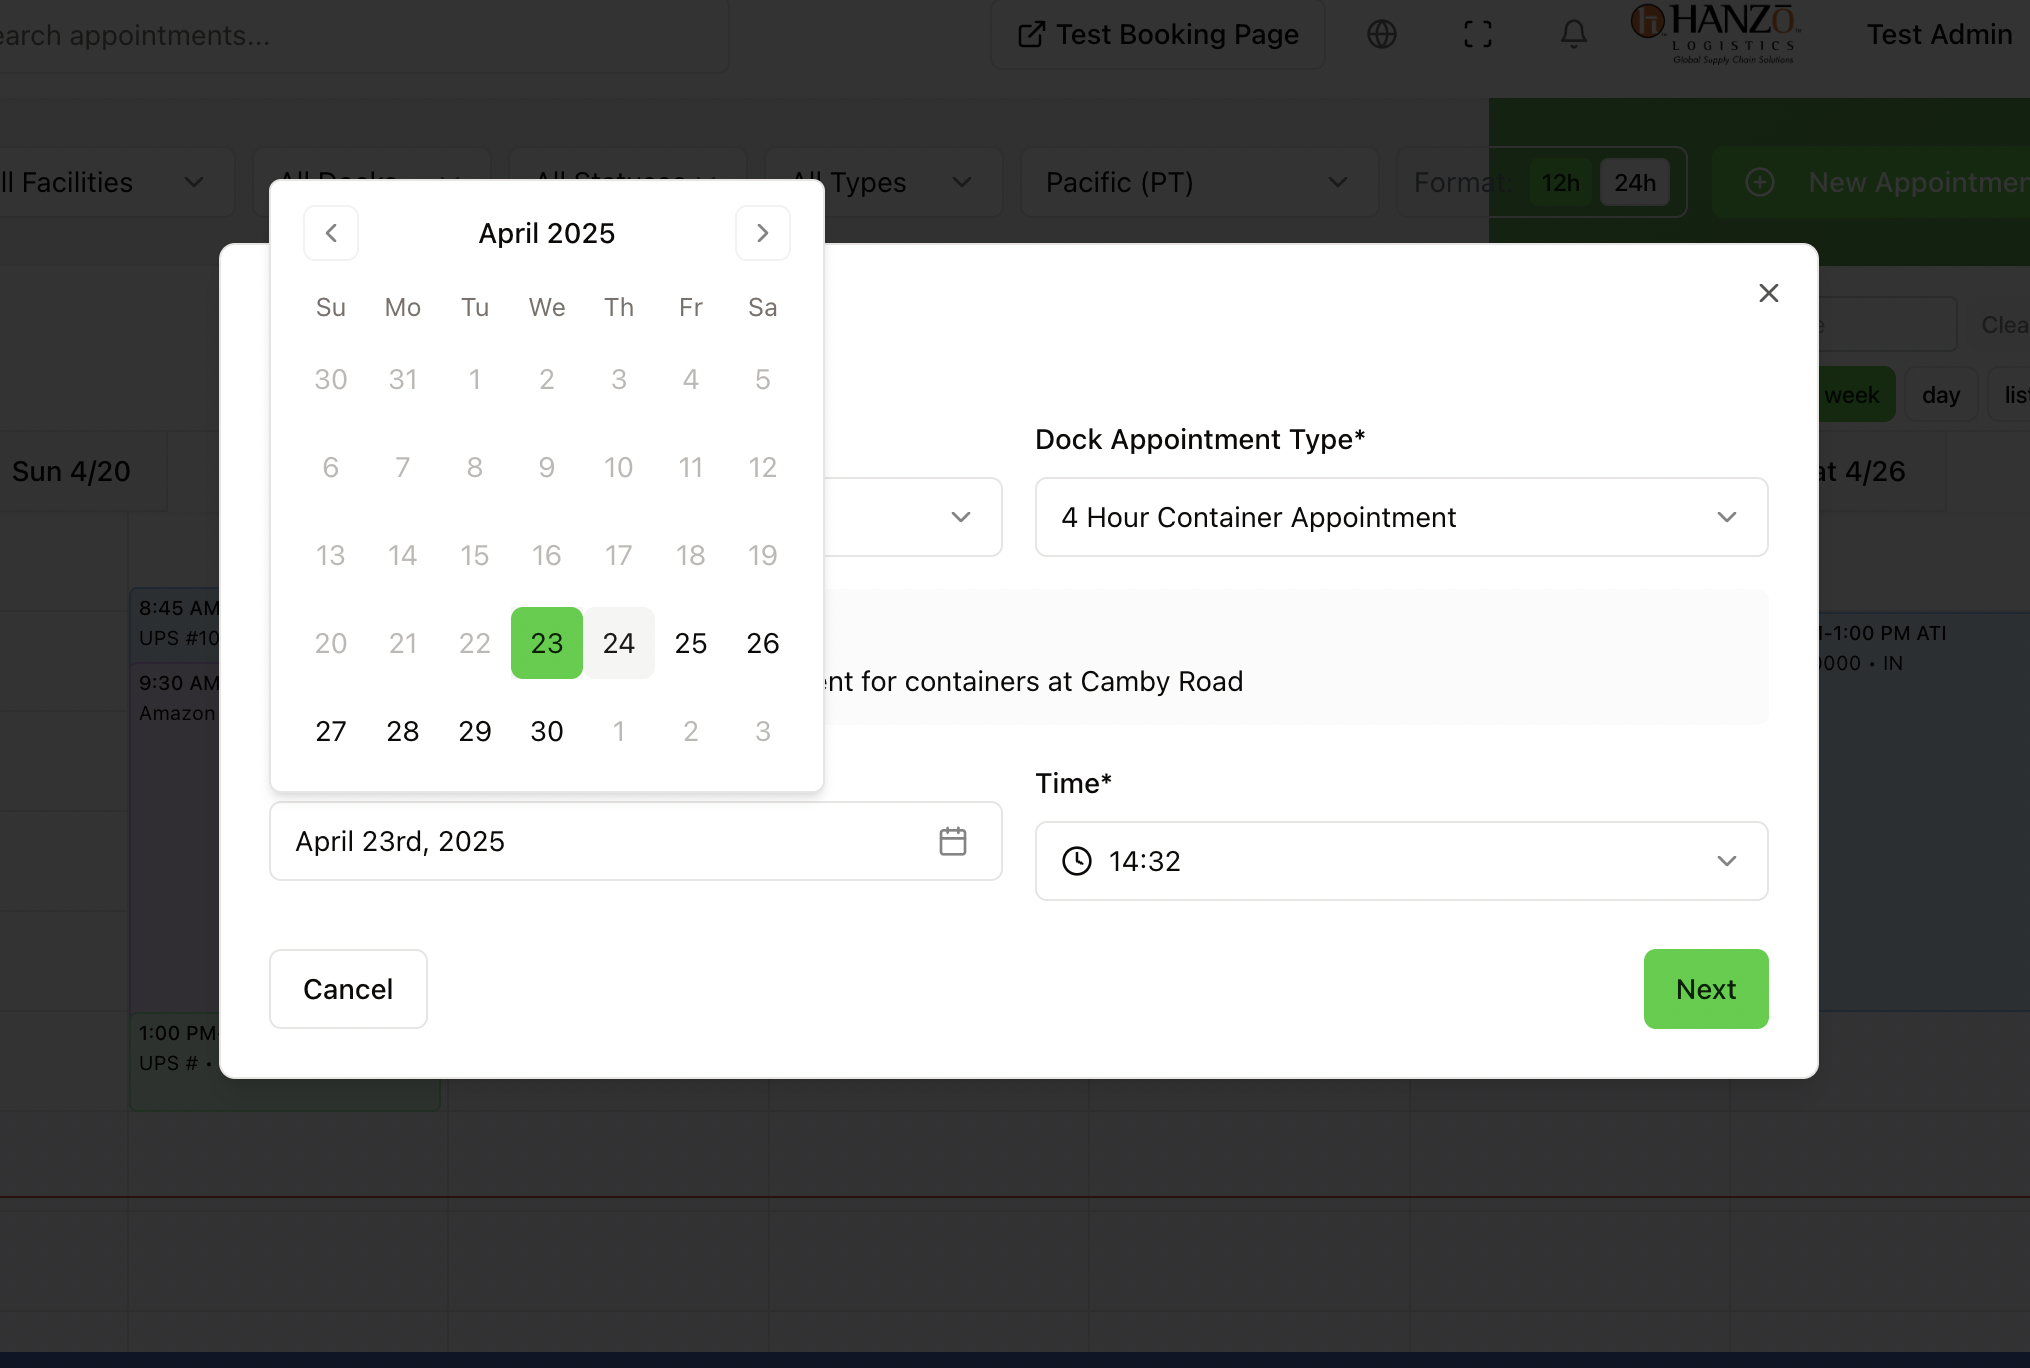 earch appointments...
Test Booking Page
HANZŌ
LOGISTICS
Global Supply Chain Solutions
Test Admin
ll Facilities
All Types
Pacific (PT)
Format:
12h
24h
New Appointmen
April 2025
Su Mo Tu We Th Fr Sa
30 31 1 2 3 4 5
6 7 8 9 10 11 12
13 14 15 16 17 18 19
20 21 22 23 24 25 26
27 28 29 30 1 2 3
Clea
week
day
list
Sun 4/20
at 4/26
Dock Appointment Type*
4 Hour Container Appointment
ent for containers at Camby Road
8:45 AM
UPS #10
9:30 AM
Amazon
-1:00 PM ATI
0000 • IN
April 23rd, 2025
Time*
14:32
Cancel
Next
1:00 PM-
UPS # •